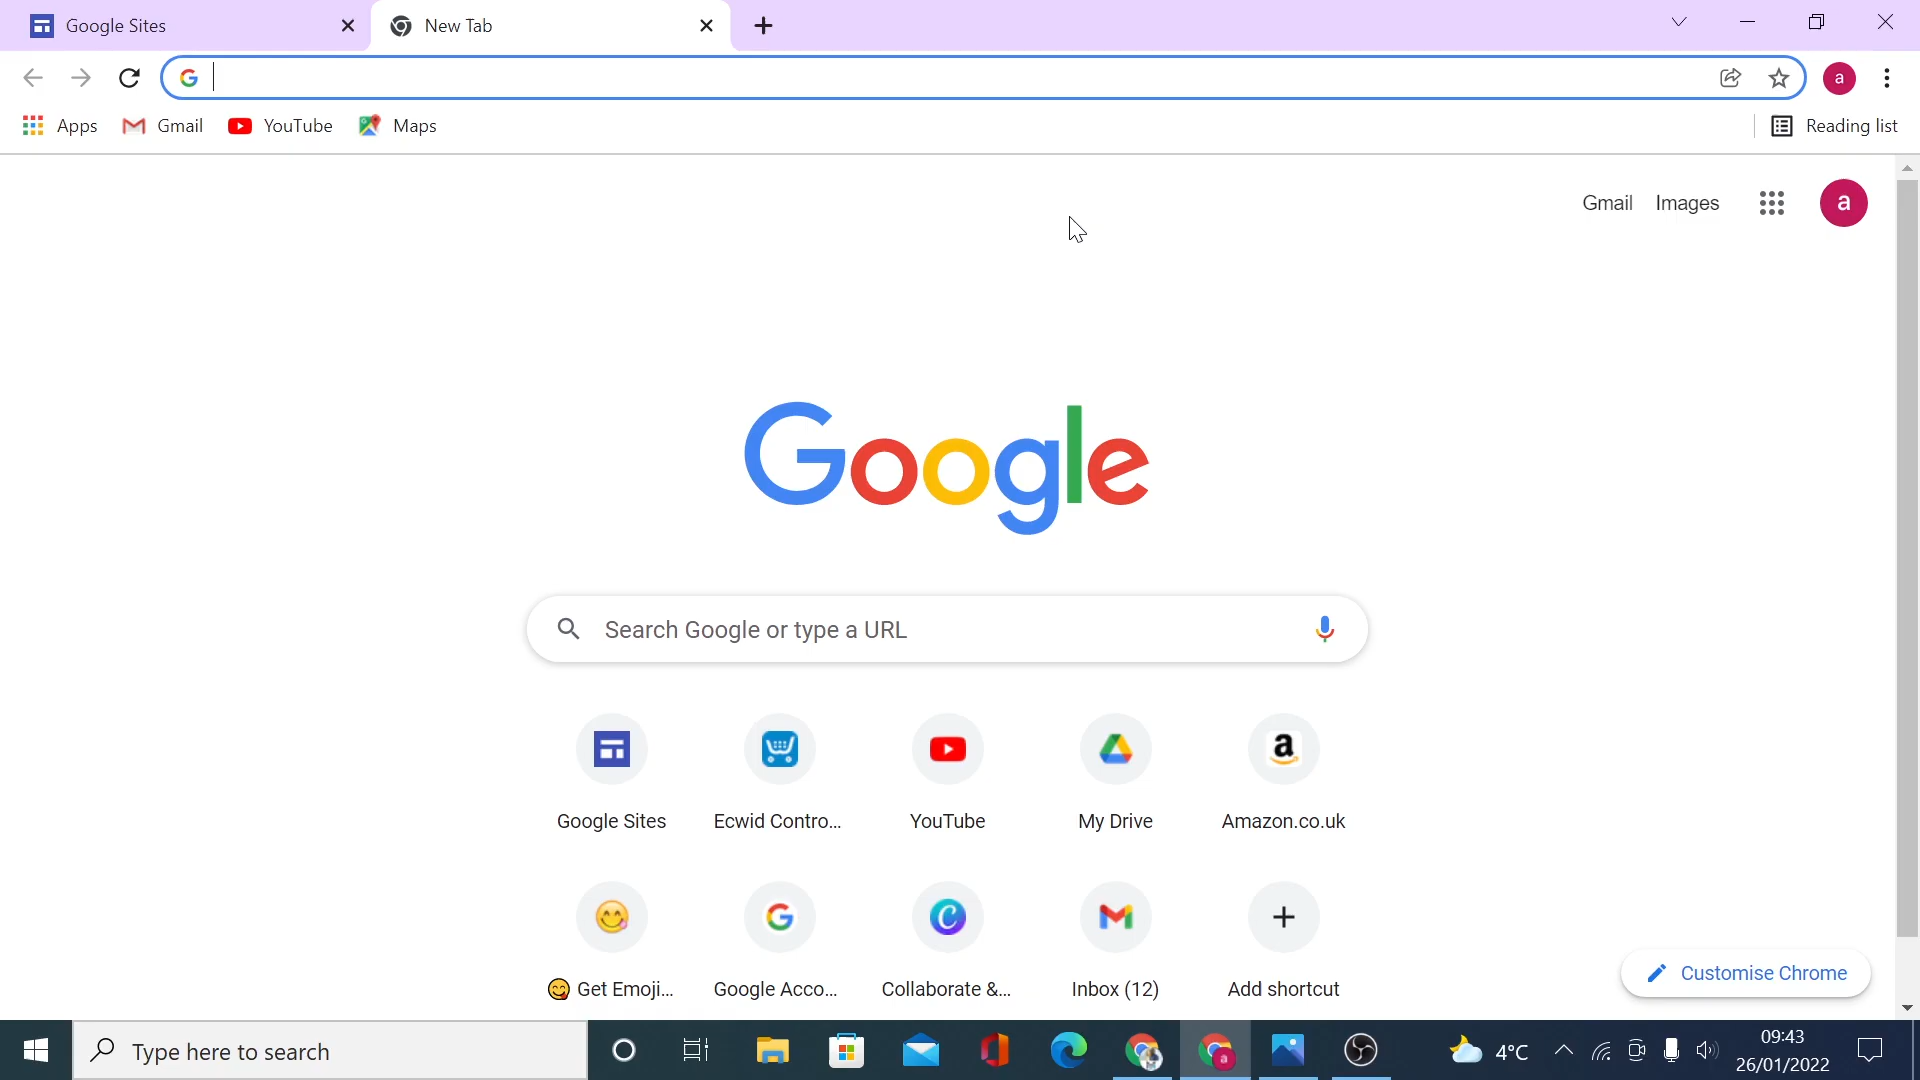 Google Sites
New Tab
a
Apps
Gmail
YouTube
Maps
Reading list
Gmail
Images
a
Google
Search Google or type a URL
Google Sites
Ecwid Contro...
YouTube
My Drive
Amazon.co.uk
Get Emoji...
Google Acco...
Collaborate &...
Inbox (12)
Add shortcut
Customise Chrome
Type here to search
4°C
09:43
26/01/2022